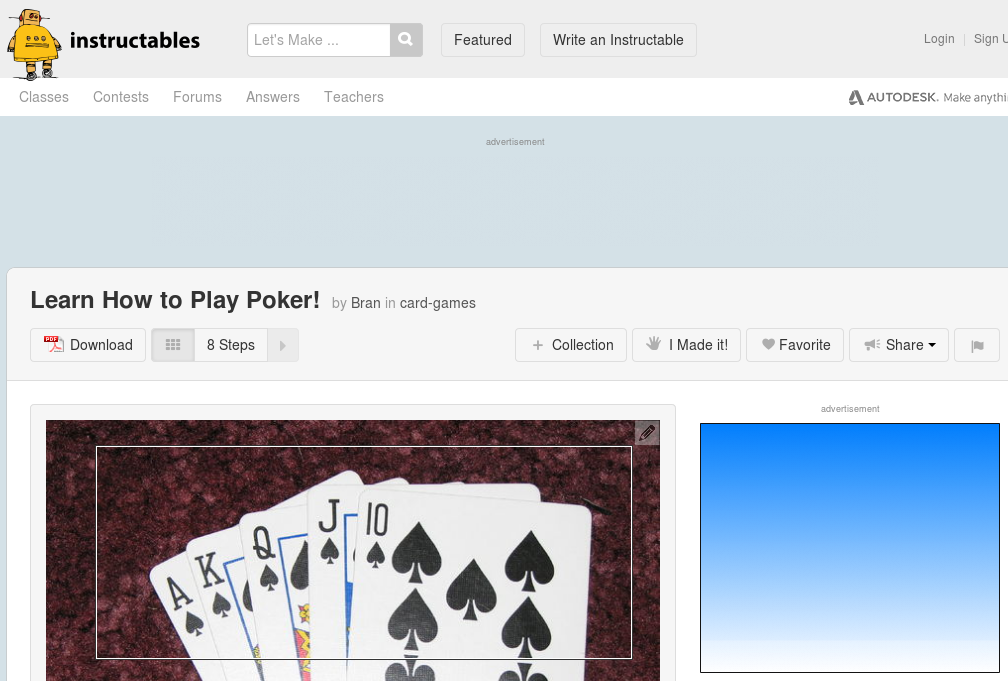 instructables
Let's Make ...
Featured
Write an Instructable
Login
Sign U
Classes
Contests
Forums
Answers
Teachers
AUTODESK. Make anythi
advertisement
Learn How to Play Poker! by Bran in card-games
PDF Download
8 Steps
Collection
I Made it!
Favorite
Share
advertisement
A
K
Q
J
10